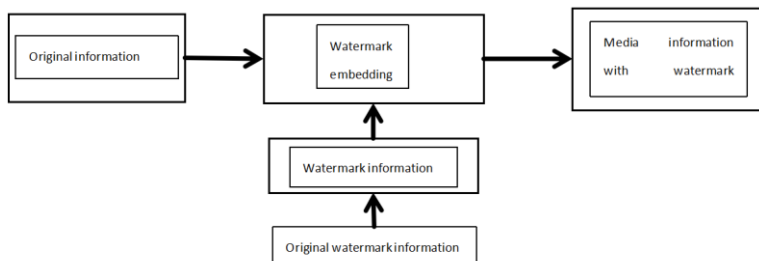 Original information
Watermark
embedding
Media information
with watermark
Watermark information
Original watermark information